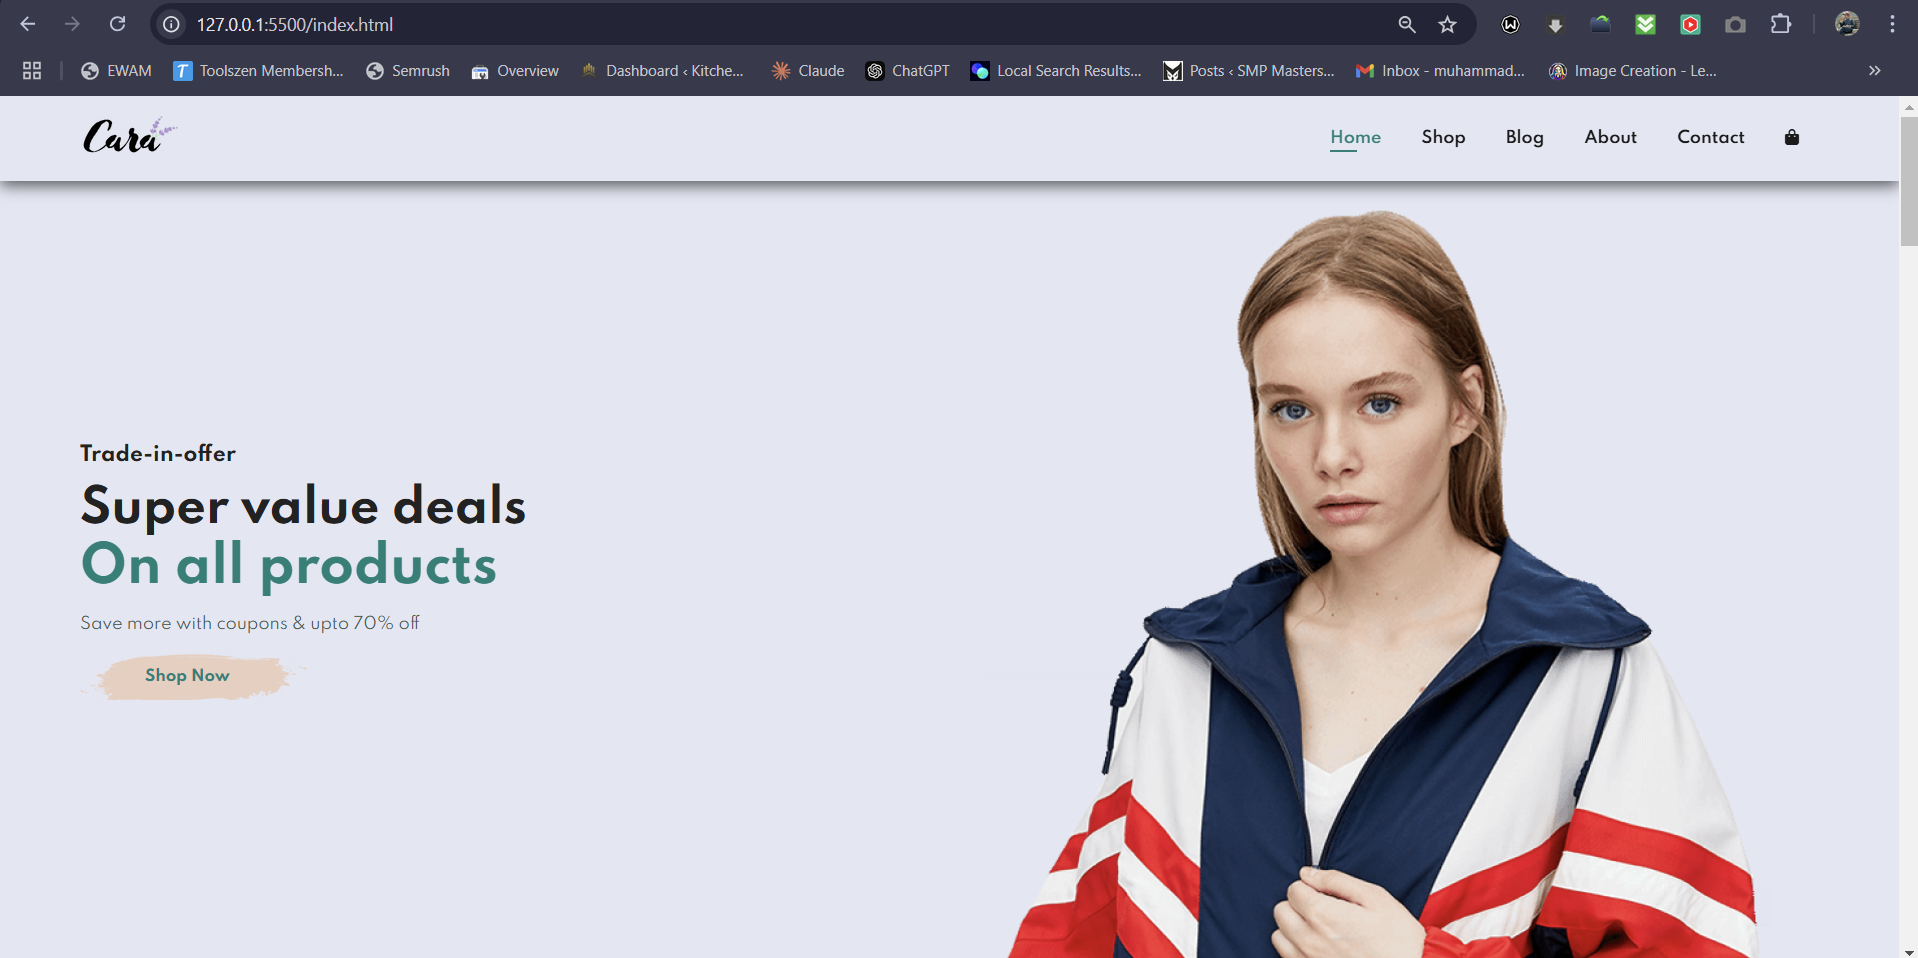 127.0.0.1:5500/index.html
EWAM
T Toolszen Membersh...
Semrush
Overview
Dashboard ‹ Kitche...
Claude
ChatGPT
Local Search Results...
Posts ‹ SMP Masters...
Inbox - muhammad...
Image Creation - Le...
Cara
Home
Shop
Blog
About
Contact
Trade-in-offer
Super value deals
On all products
Save more with coupons & upto 70% off
Shop Now